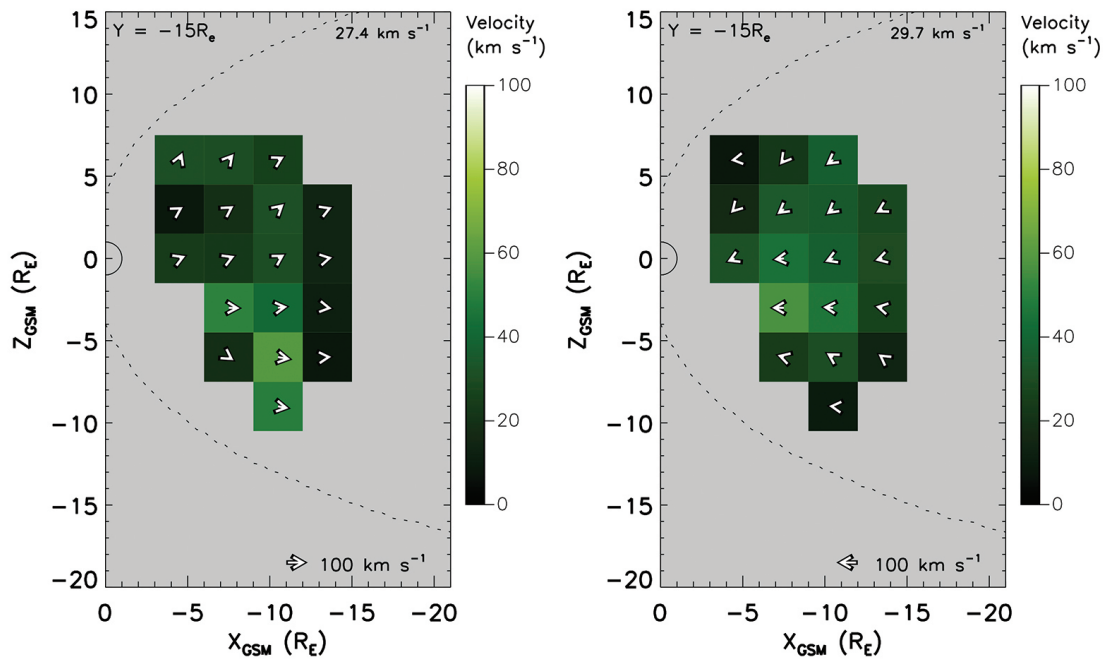 Y = −15Rₑ 27.4 km s⁻¹
Velocity
(km s⁻¹)
15
10
5
0
−5
−10
−15
−20
Z_GSM (R_E)
0 −5 −10 −15 −20
X_GSM (R_E)
100 km s⁻¹
100
80
60
40
20
0
Y = −15Rₑ 29.7 km s⁻¹
Velocity
(km s⁻¹)
15
10
5
0
−5
−10
−15
−20
Z_GSM (R_E)
0 −5 −10 −15 −20
X_GSM (R_E)
100 km s⁻¹
100
80
60
40
20
0